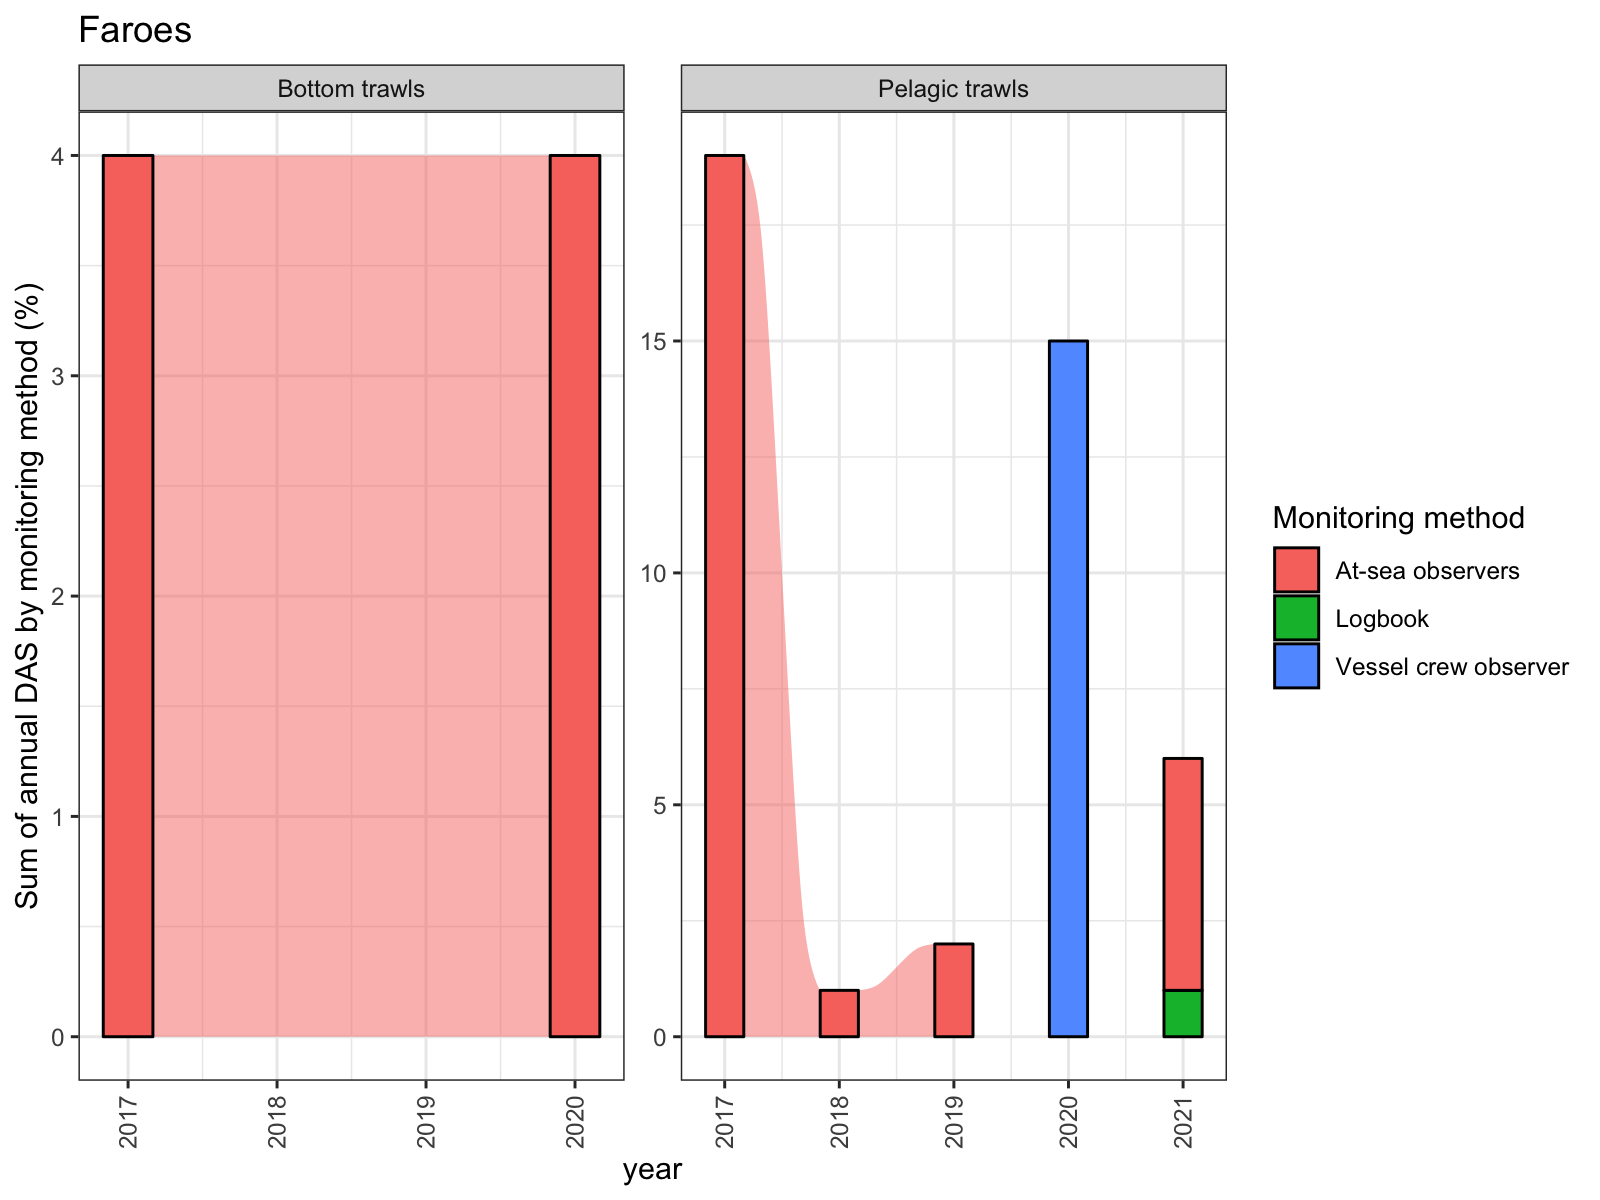 Faroes
Bottom trawls
Pelagic trawls
Sum of annual DAS by monitoring method (%)
4
3
2
1
0
15
10
5
0
2017
2018
2019
2020
2017
2018
2019
2020
2021
year
Monitoring method
At-sea observers
Logbook
Vessel crew observer